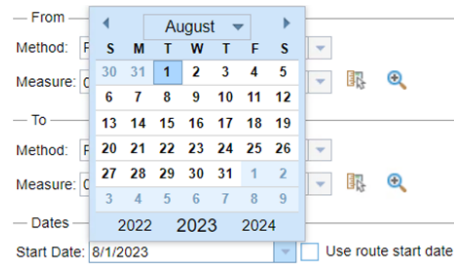 From
August
Method:
S M T W T F S
30 31 1 2 3 4 5
Measure:
6 7 8 9 10 11 12
13 14 15 16 17 18 19
To
20 21 22 23 24 25 26
Method:
27 28 29 30 31 1 2
Measure:
3 4 5 6 7 8 9
Dates
2022 2023 2024
Start Date: 8/1/2023 Use route start date